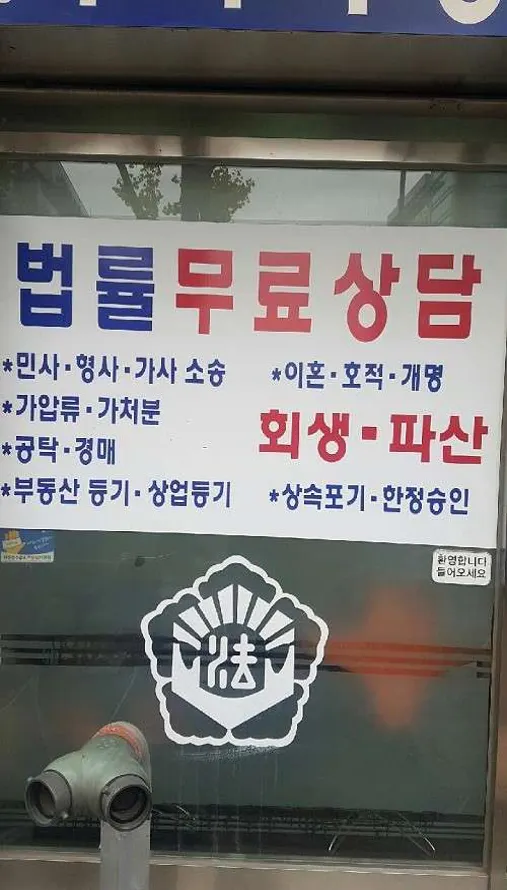 법률무료상담
*민사·형사·가사 소송
*이혼·호적·개명
*가압류·가처분
회생·파산
*공탁·경매
*부동산 등기·상업등기
*상속포기·한정승인
환영합니다
들어오세요
法